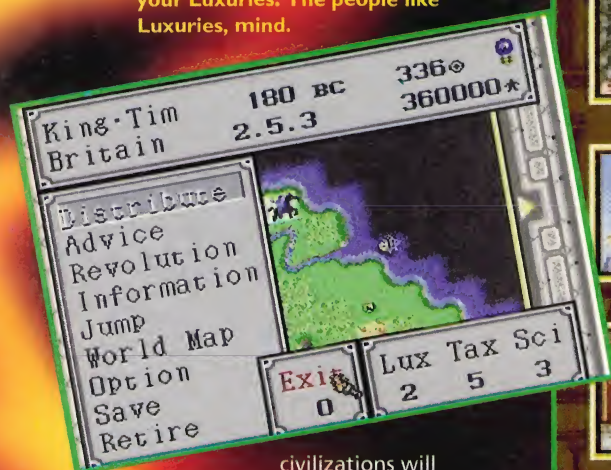 your Luxuries. The people like
Luxuries, mind.
King·Tim 180 BC 336
Britain 2.5.3 360000
Distribute
Advice
Revolution
Information
Jump
World Map
Option
Save
Retire
Exit
0
Lux Tax Sci
2 5 3
civilizations will